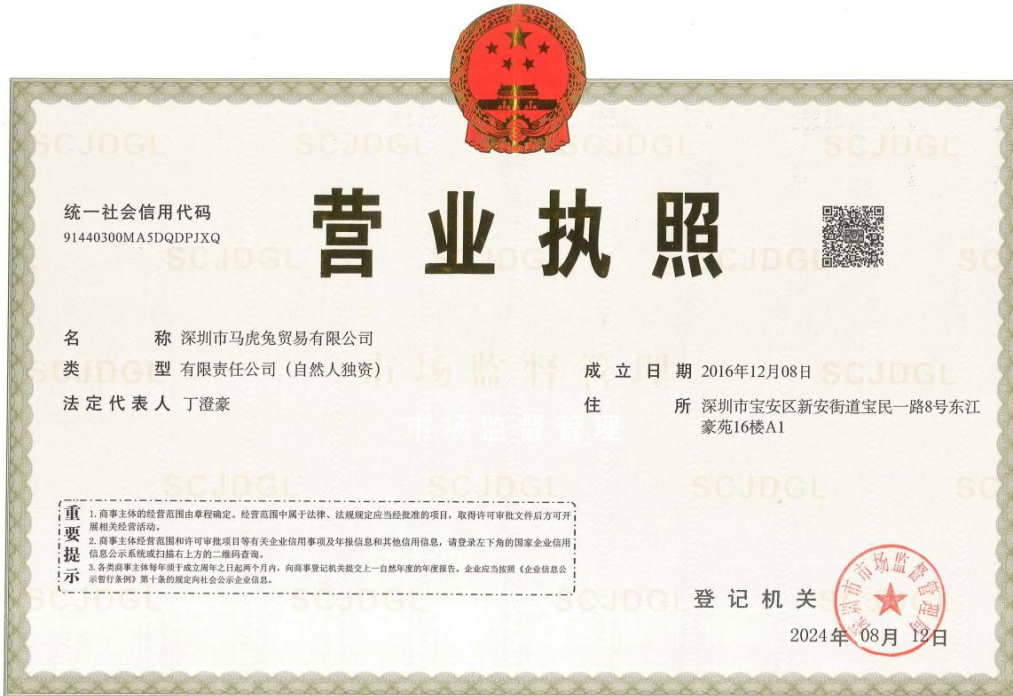 统一社会信用代码
91440300MA5DQDPJXQ
营业执照
名称 深圳市马虎兔贸易有限公司
类型 有限责任公司（自然人独资）
法定代表人 丁澄豪
成立日期 2016年12月08日
住所 深圳市宝安区新安街道宝民一路8号东江
豪苑16楼A1
重要提示
1. 商事主体的经营范围由章程确定。经营范围中属于法律、法规规定应当经批准的项目，取得许可审批文件后方可开
展相关经营活动。
2. 商事主体经营范围和许可审批项目等有关企业信用事项及年报信息和其他信用信息，请登录左下角的国家企业信用
信息公示系统或扫描右上方的二维码查询。
3. 各类商事主体每年须于成立周年之日起两个月内，向商事登记机关提交上一自然年度的年度报告。企业应当按照《企业信息公
示暂行条例》第十条的规定向社会公示企业信息。
登记机关
深圳市市场监督管理局
2024年08月12日
SCJDGL
市场监督管理